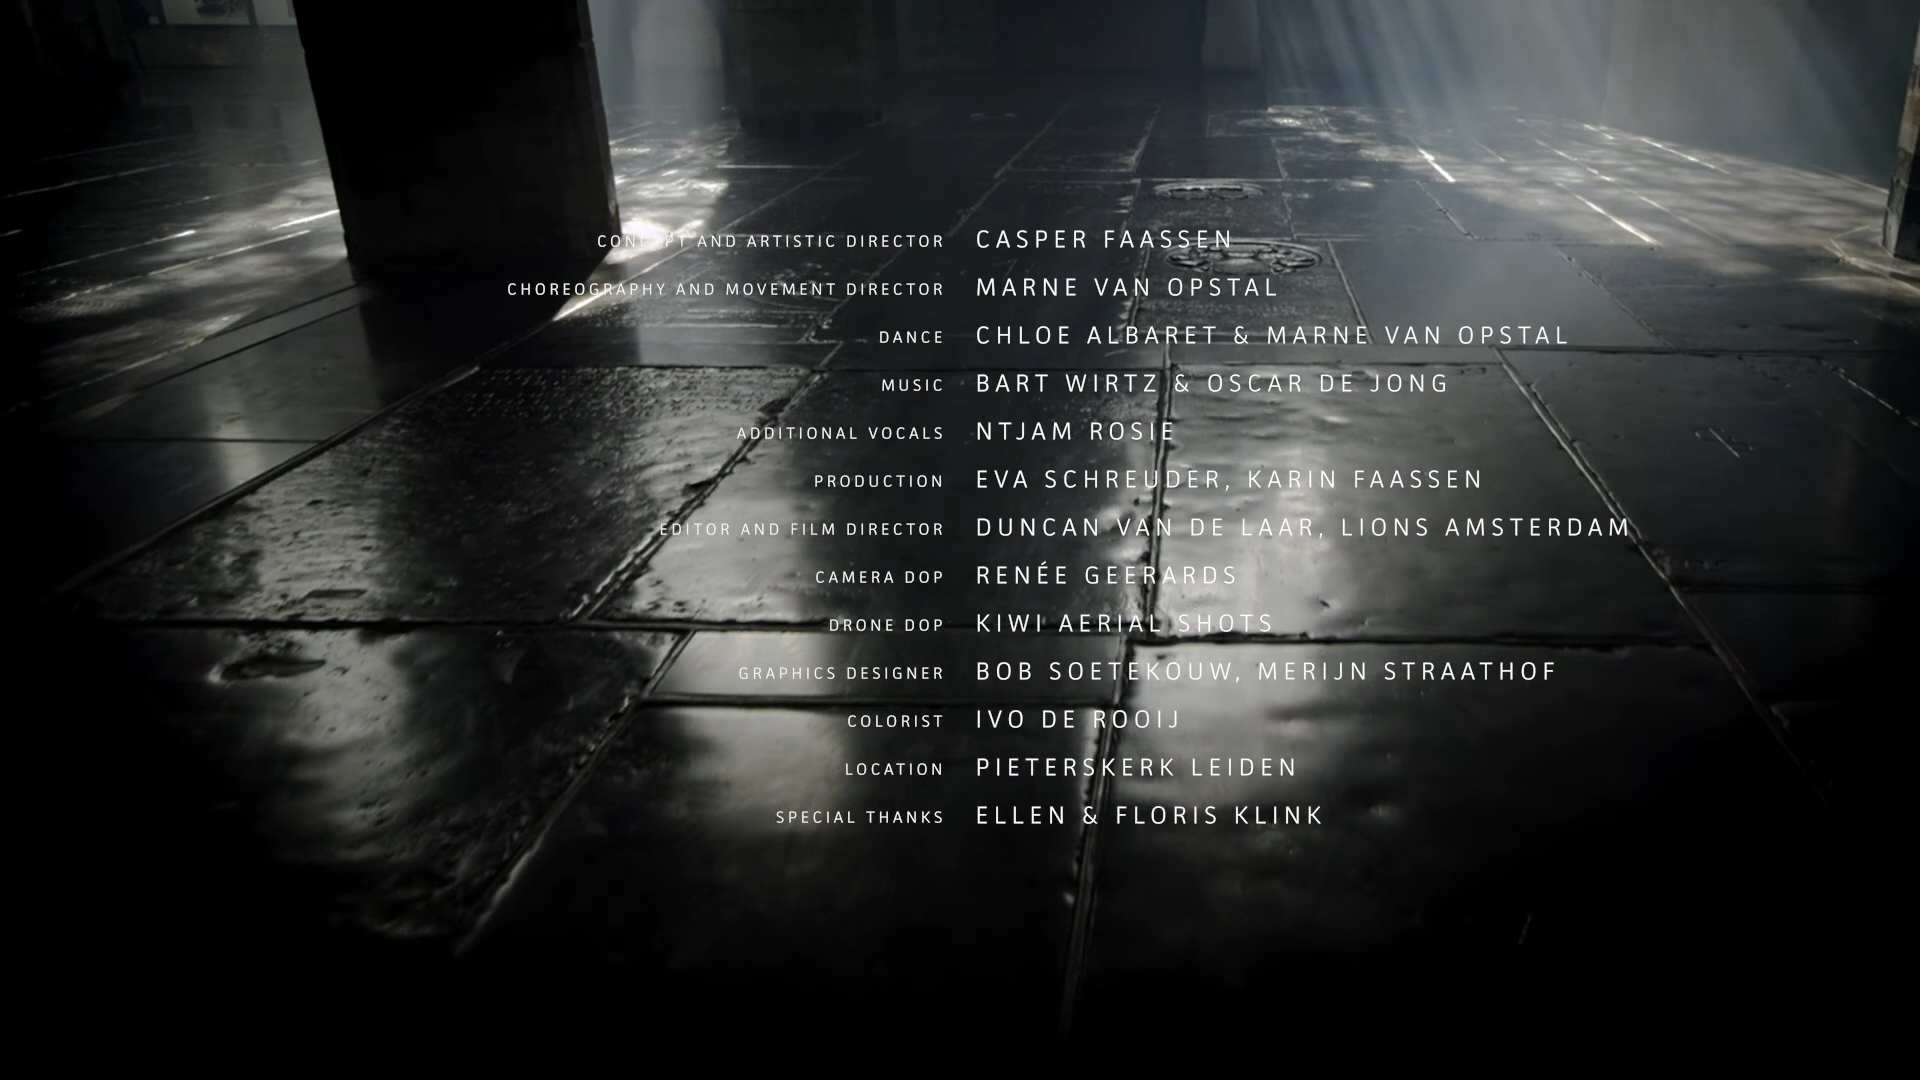 CONCEPT AND ARTISTIC DIRECTOR CASPER FAASSEN
CHOREOGRAPHY AND MOVEMENT DIRECTOR MARNE VAN OPSTAL
DANCE CHLOE ALBARET & MARNE VAN OPSTAL
MUSIC BART WIRTZ & OSCAR DE JONG
ADDITIONAL VOCALS NTJAM ROSIE
PRODUCTION EVA SCHREUDER, KARIN FAASSEN
EDITOR AND FILM DIRECTOR DUNCAN VAN DE LAAR, LIONS AMSTERDAM
CAMERA DOP RENÉE GEERARDS
DRONE DOP KIWI AERIAL SHOTS
GRAPHICS DESIGNER BOB SOETEKOUW, MERIJN STRAATHOF
COLORIST IVO DE ROOIJ
LOCATION PIETERSKERK LEIDEN
SPECIAL THANKS ELLEN & FLORIS KLINK